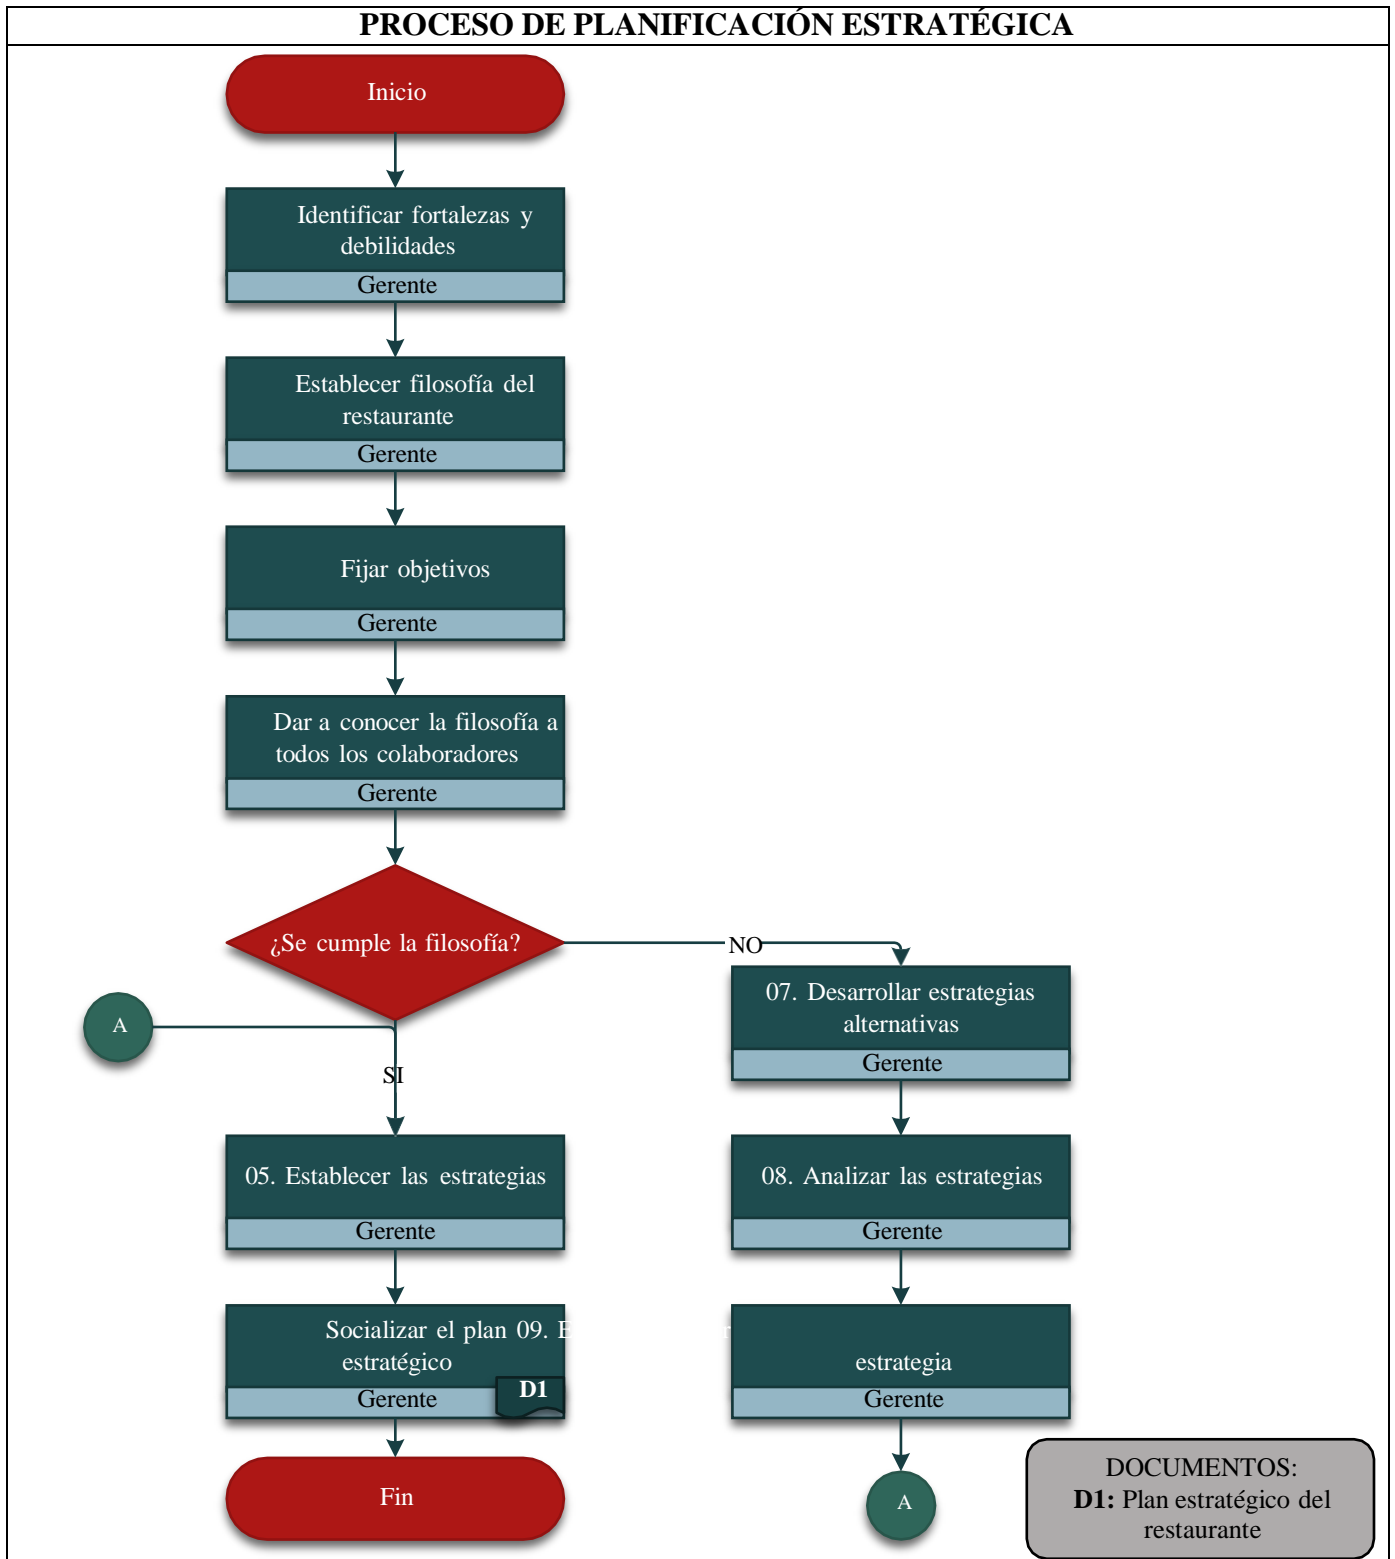 PROCESO DE PLANIFICACIÓN ESTRATÉGICA
Inicio
Identificar fortalezas y
debilidades
Gerente
Establecer filosofía del
restaurante
Gerente
Fijar objetivos
Gerente
Dar a conocer la filosofía a
todos los colaboradores
Gerente
¿Se cumple la filosofía?
NO
07. Desarrollar estrategias
alternativas
Gerente
A
SI
05. Establecer las estrategias
Gerente
08. Analizar las estrategias
Gerente
Socializar el plan 09.
estratégico
Gerente
D1
estrategia
Gerente
Fin
A
DOCUMENTOS:
D1: Plan estratégico del
restaurante